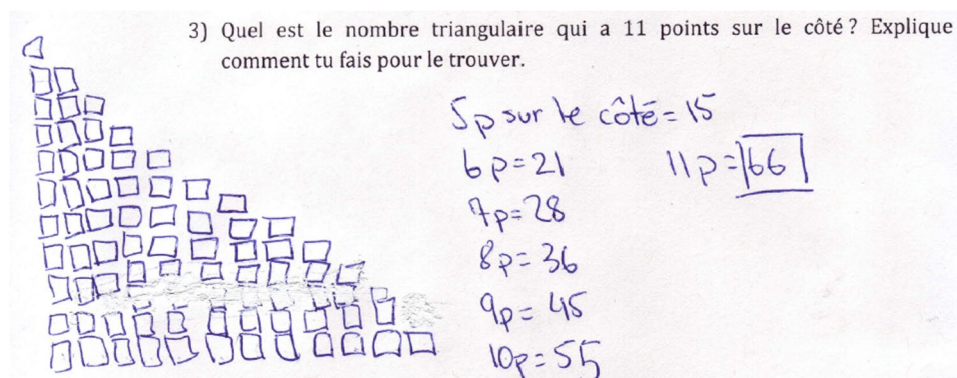 3) Quel est le nombre triangulaire qui a 11 points sur le côté ? Explique
comment tu fais pour le trouver.
5p sur le côté = 15
6p=21
11p=66
7p=28
8p=36
9p=45
10p=55